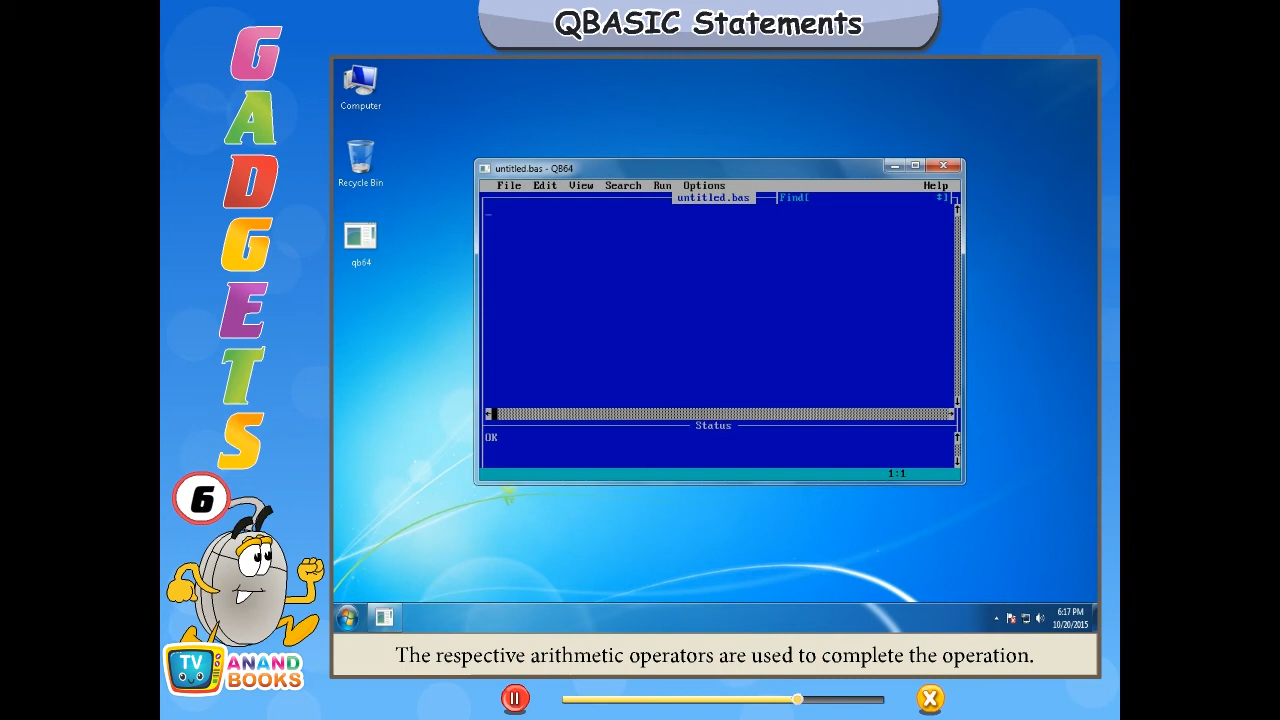 QBASIC Statements
GADGETS
6
TV
ANAND
BOOKS
Computer
Recycle Bin
qb64
untitled.bas - QB64
File Edit View Search Run Options Help
untitled.bas
Find[
]
Status
OK
1:1
6:17 PM
10/20/2015
The respective arithmetic operators are used to complete the operation.